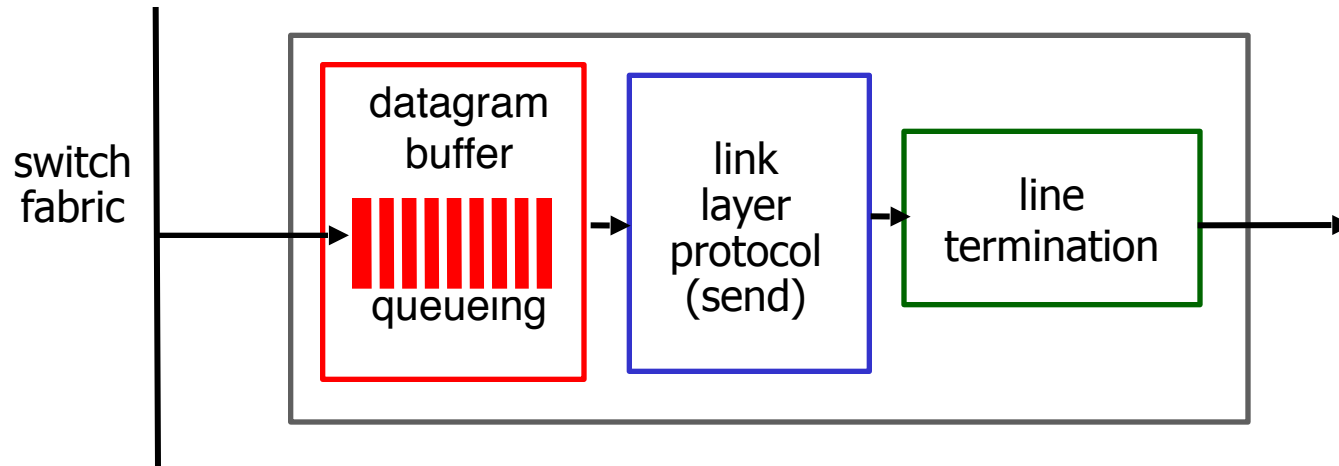 switch
fabric
datagram
buffer
queueing
link
layer
protocol
(send)
line
termination